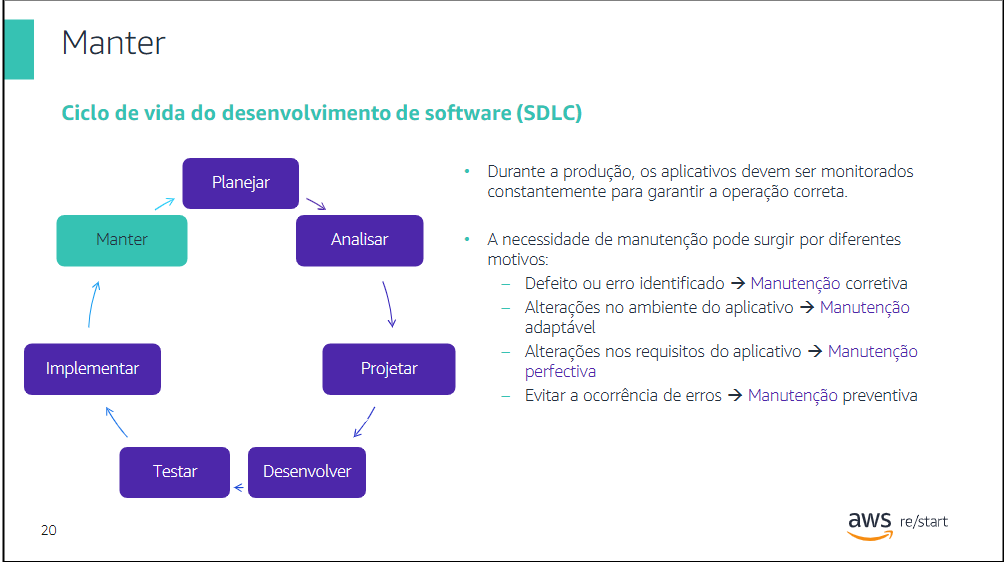 Manter
Ciclo de vida do desenvolvimento de software (SDLC)
Planejar
Analisar
Projetar
Desenvolver
Testar
Implementar
Manter
• Durante a produção, os aplicativos devem ser monitorados
constantemente para garantir a operação correta.
• A necessidade de manutenção pode surgir por diferentes
motivos:
– Defeito ou erro identificado → Manutenção corretiva
– Alterações no ambiente do aplicativo → Manutenção
adaptável
– Alterações nos requisitos do aplicativo → Manutenção
perfectiva
– Evitar a ocorrência de erros → Manutenção preventiva
20
aws re/start